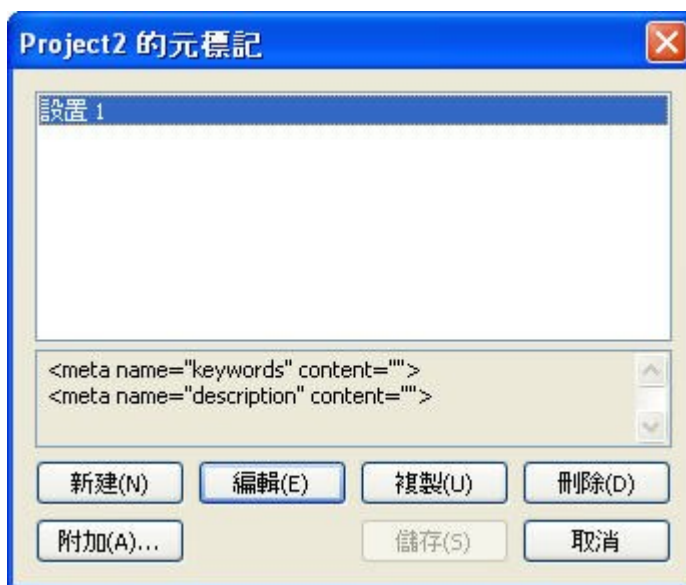 Project2 的元標記
設置 1
<meta name="keywords" content="">
<meta name="description" content="">
新建(N) 編輯(E) 複製(U) 刪除(D)
附加(A)... 儲存(S) 取消